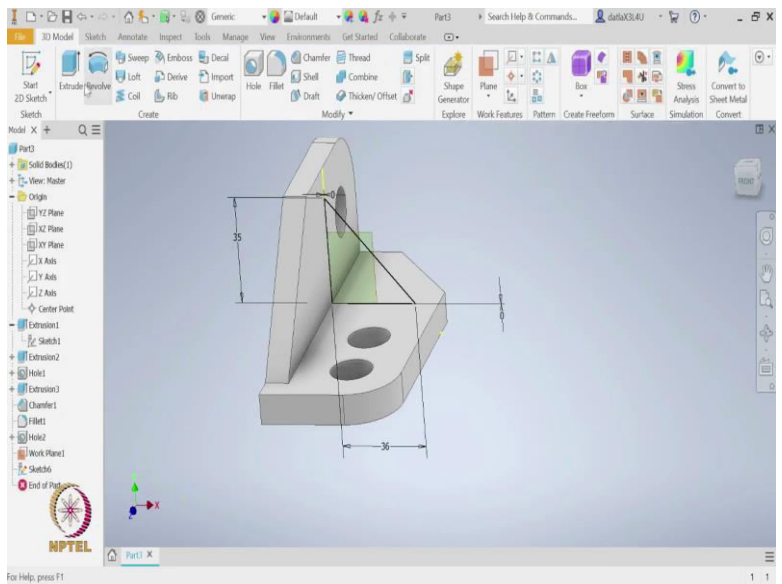 Generic
Default
Part3
Search Help & Commands...
datlaX3L4U
File 3D Model Sketch Annotate Inspect Tools Manage View Environments Get Started Collaborate
Start
2D Sketch
Extrude
Revolve
Sweep Emboss Decal
Loft Derive Import
Coil Rib Unwrap
Hole Fillet
Chamfer Thread Split
Shell Combine
Draft Thicken/ Offset
Shape
Generator
Plane
Box
Stress
Analysis
Convert to
Sheet Metal
Sketch Create Modify Explore Work Features Pattern Create Freeform Surface Simulation Convert
Model X +
Part3
Solid Bodies(1)
View: Master
Origin
YZ Plane
XZ Plane
XY Plane
X Axis
Y Axis
Z Axis
Center Point
Extrusion1
Sketch1
Extrusion2
Hole1
Extrusion3
Chamfer1
Fillet1
Hole2
Work Plane1
Sketch6
End of Part
NPTEL
0
35
0
36
FRONT
X
Part3 X
For Help, press F1
1 1